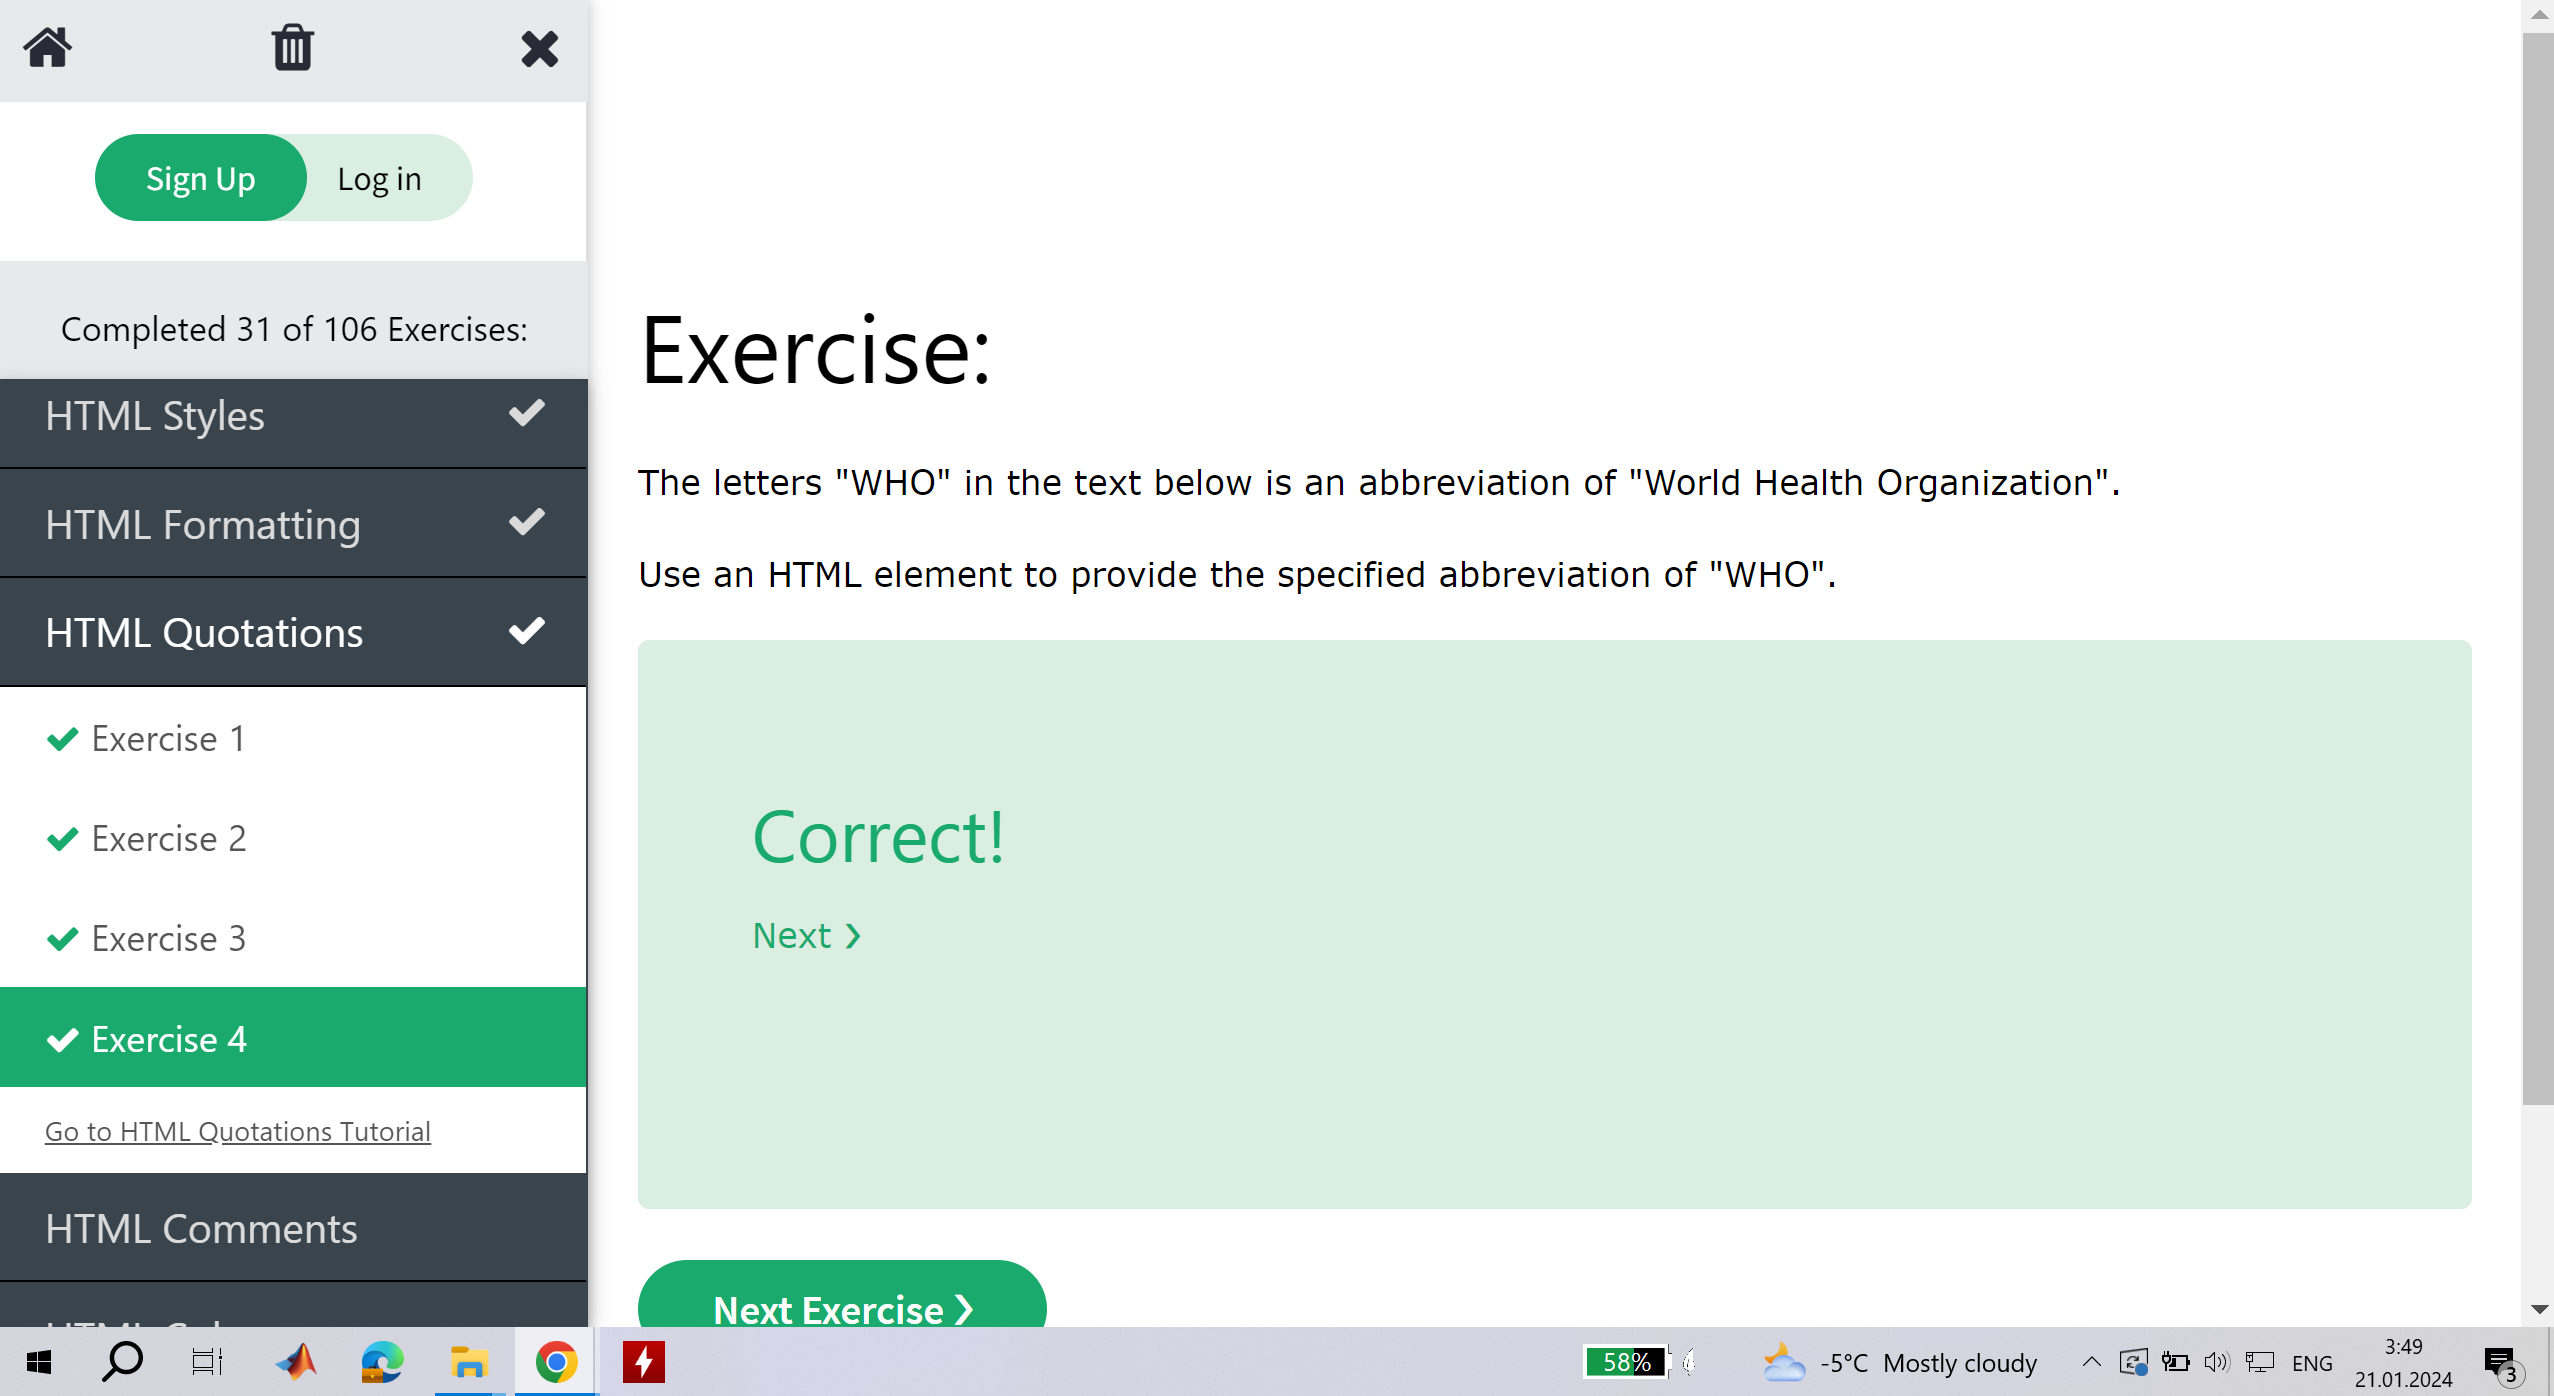 Sign Up Log in
Completed 31 of 106 Exercises:
HTML Styles
HTML Formatting
HTML Quotations
Exercise 1
Exercise 2
Exercise 3
Exercise 4
Go to HTML Quotations Tutorial
HTML Comments
Exercise:
The letters "WHO" in the text below is an abbreviation of "World Health Organization".
Use an HTML element to provide the specified abbreviation of "WHO".
Correct!
Next ❯
Next Exercise ❯
58%
-5°C Mostly cloudy
ENG
3:49
21.01.2024
3